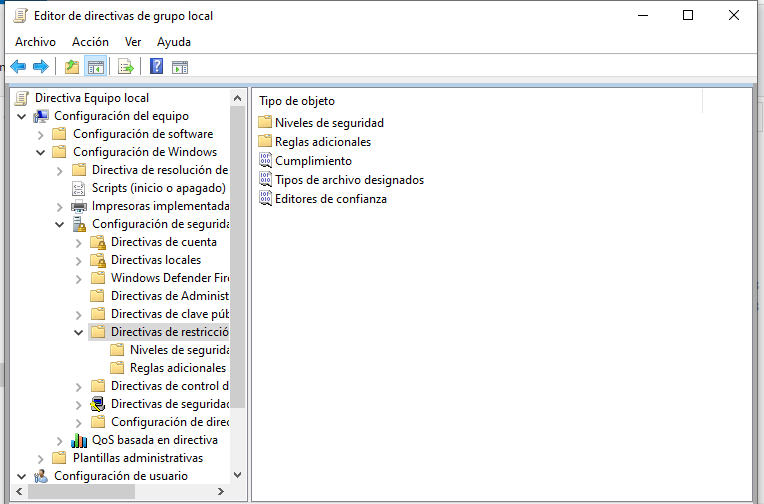 Editor de directivas de grupo local
Archivo Acción Ver Ayuda
Directiva Equipo local
Configuración del equipo
Configuración de software
Configuración de Windows
Directiva de resolución de
Scripts (inicio o apagado)
Impresoras implementada
Configuración de segurida
Directivas de cuenta
Directivas locales
Windows Defender Fire
Directivas de Administ
Directivas de clave púb
Directivas de restricció
Niveles de segurida
Reglas adicionales
Directivas de control d
Directivas de seguridad
Configuración de direc
QoS basada en directiva
Plantillas administrativas
Configuración de usuario
Tipo de objeto
Niveles de seguridad
Reglas adicionales
Cumplimiento
Tipos de archivo designados
Editores de confianza